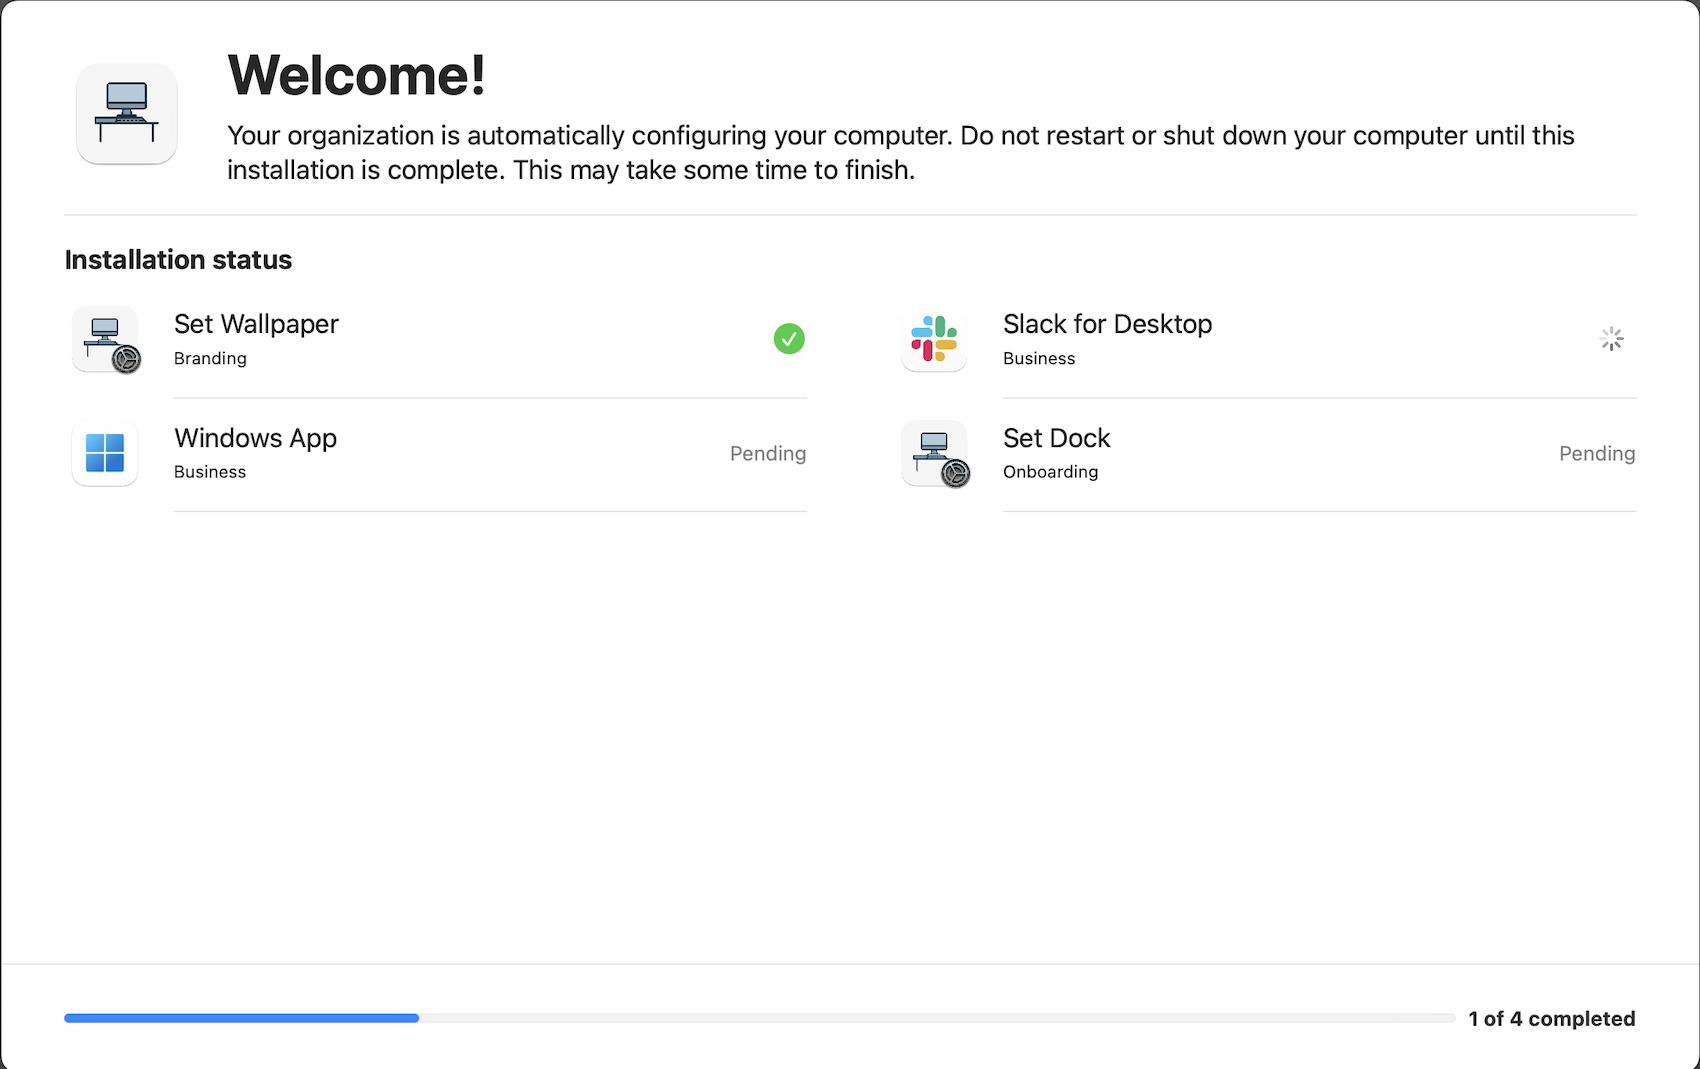 Welcome!
Your organization is automatically configuring your computer. Do not restart or shut down your computer until this
installation is complete. This may take some time to finish.
Installation status
Set Wallpaper
Branding
Slack for Desktop
Business
Windows App
Business
Pending
Set Dock
Onboarding
Pending
1 of 4 completed